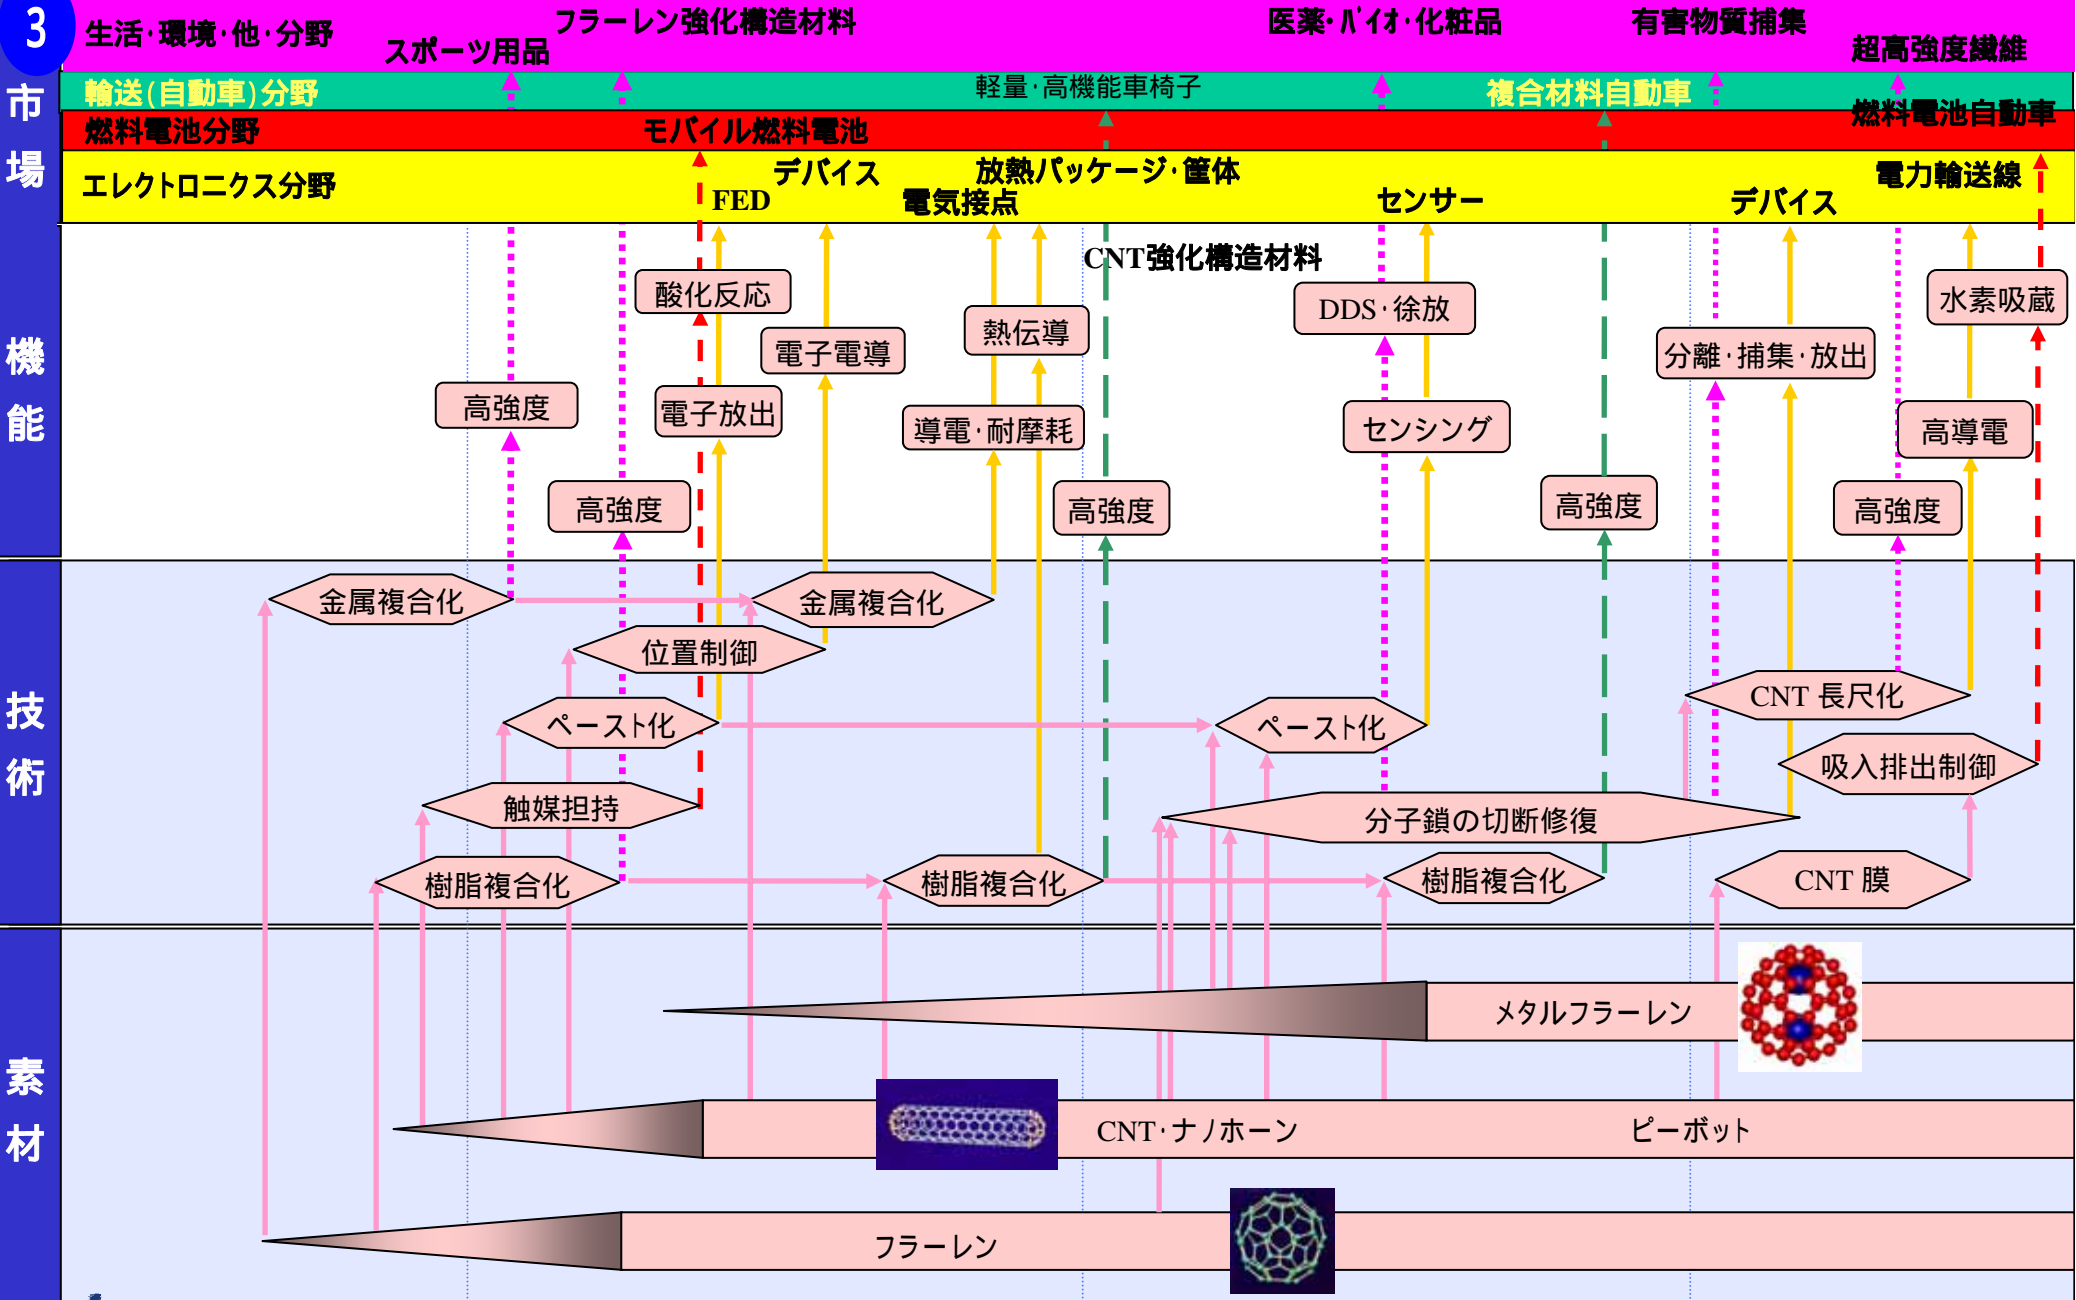 3
生活・環境・他・分野
スポーツ用品
フラーレン強化構造材料
医薬・バイオ・化粧品
有害物質捕集
超高強度繊維
市場
輸送(自動車)分野
軽量・高機能車椅子
複合材料自動車
燃料電池自動車
燃料電池分野
モバイル燃料電池
エレクトロニクス分野
FED
デバイス
電気接点
放熱パッケージ・筐体
センサー
デバイス
電力輸送線
機能
CNT強化構造材料
酸化反応
電子電導
熱伝導
DDS・徐放
分離・捕集・放出
水素吸蔵
高強度
電子放出
導電・耐摩耗
センシング
高導電
高強度
高強度
高強度
高強度
技術
金属複合化
金属複合化
位置制御
ペースト化
ペースト化
CNT 長尺化
吸入排出制御
触媒担持
分子鎖の切断修復
樹脂複合化
樹脂複合化
樹脂複合化
CNT 膜
素材
メタルフラーレン
CNT・ナノホーン
ピーポット
フラーレン